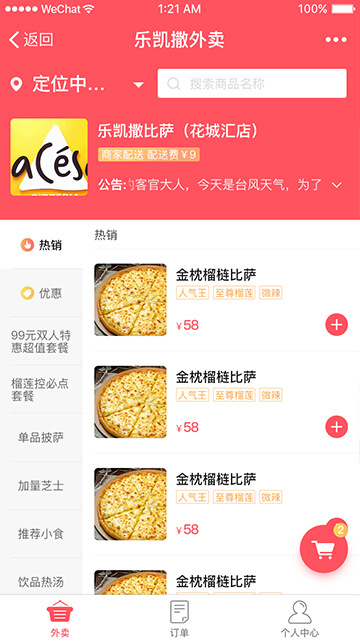 WeChat
1:21 AM
100%
返回
乐凯撒外卖
定位中...
搜索商品名称
acés
乐凯撒比萨（花城汇店）
商家配送 配送费¥9
公告:的客官大人，今天是台风天气，为了
热销
热销
优惠
99元双人特
惠超值套餐
榴莲控必点
套餐
单品披萨
加量芝士
推荐小食
饮品热汤
金枕榴梿比萨
人气王 至尊榴莲 微辣
¥58
金枕榴梿比萨
人气王 至尊榴莲 微辣
¥58
金枕榴梿比萨
人气王 至尊榴莲 微辣
¥58
金枕榴梿比萨
2
外卖
订单
个人中心